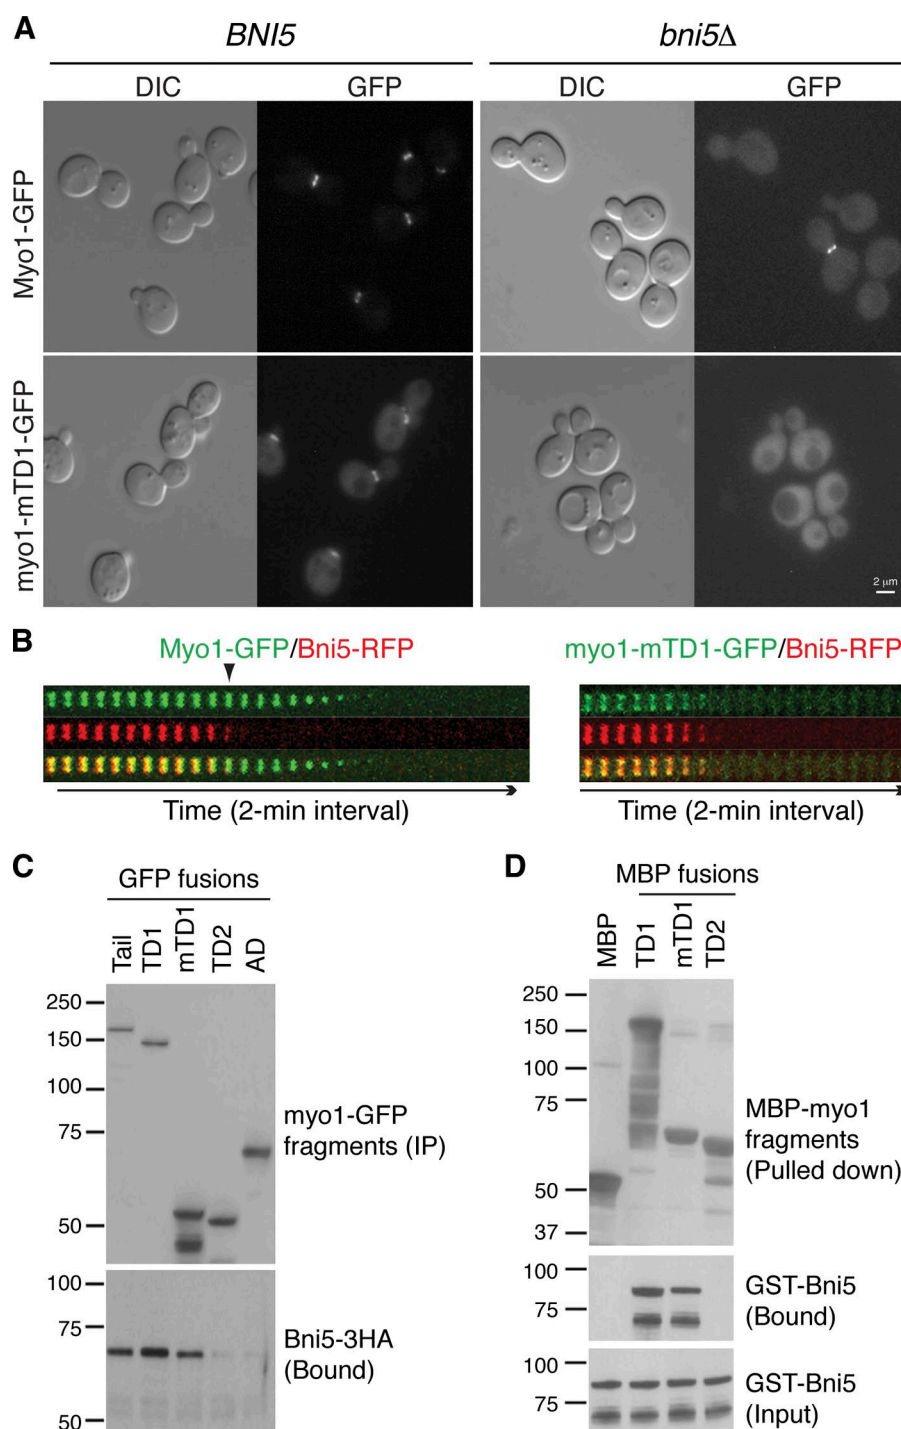 A
BNI5
bni5Δ
DIC
GFP
DIC
GFP
Myo1-GFP
myo1-mTD1-GFP
2 μm
B
Myo1-GFP/Bni5-RFP
myo1-mTD1-GFP/Bni5-RFP
Time (2-min interval)
Time (2-min interval)
C
GFP fusions
Tail
TD1
mTD1
TD2
AD
250
150
100
75
50
myo1-GFP
fragments (IP)
100
75
50
Bni5-3HA
(Bound)
D
MBP fusions
MBP
TD1
mTD1
TD2
250
150
100
75
50
37
MBP-myo1
fragments
(Pulled down)
100
75
GST-Bni5
(Bound)
100
75
GST-Bni5
(Input)